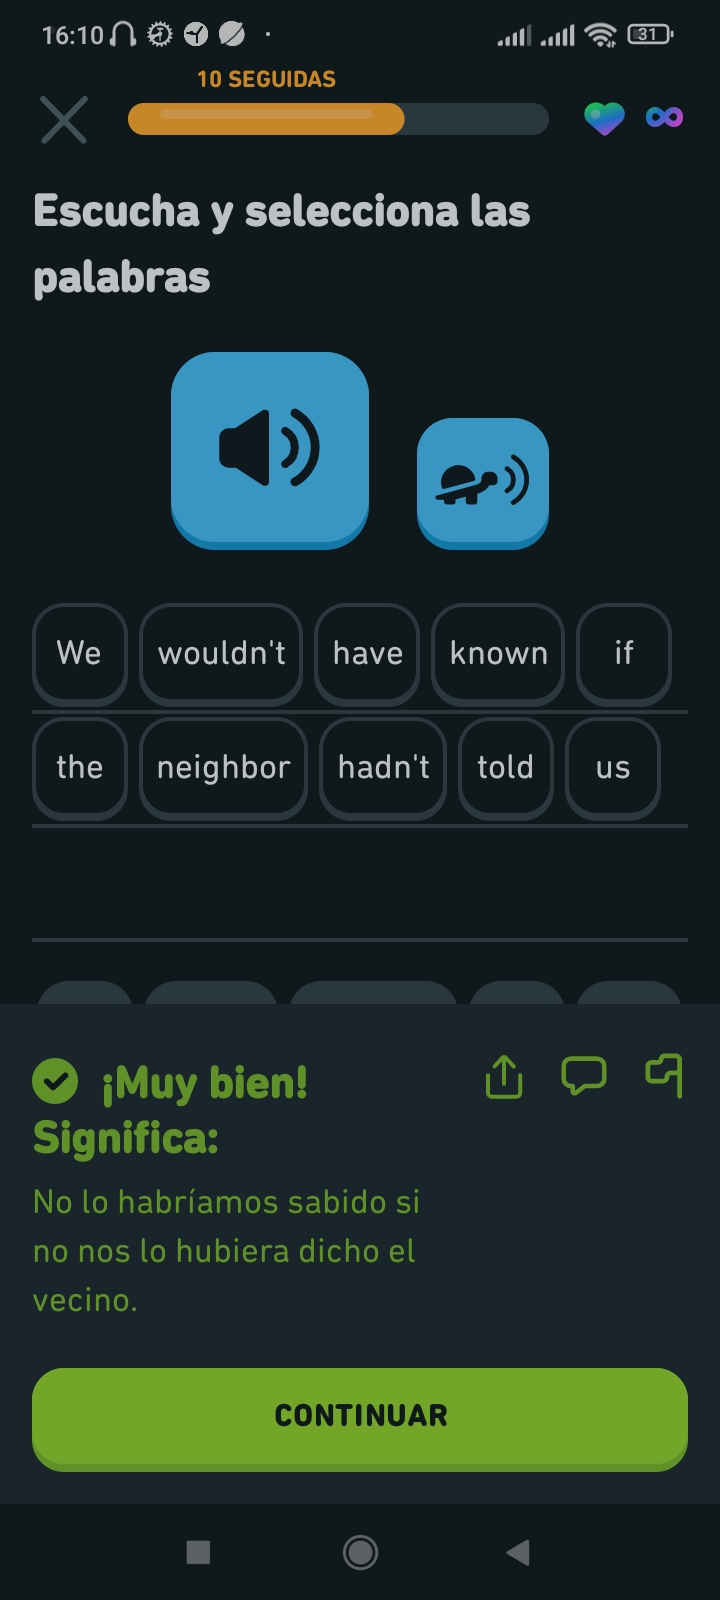 16:10
31
10 SEGUIDAS
Escucha y selecciona las
palabras
We wouldn't have known if
the neighbor hadn't told us
¡Muy bien!
Significa:
No lo habríamos sabido si
no nos lo hubiera dicho el
vecino.
CONTINUAR